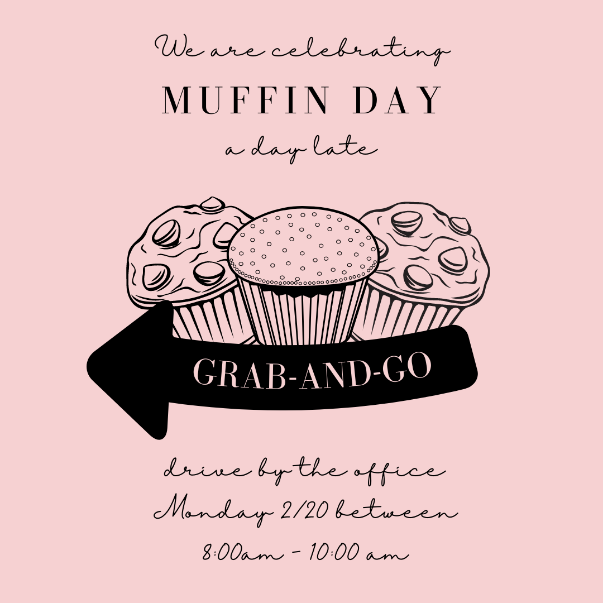 We are celebrating
MUFFIN DAY
a day late
GRAB-AND-GO
drive by the office
Monday 2/20 between
8:00am - 10:00 am